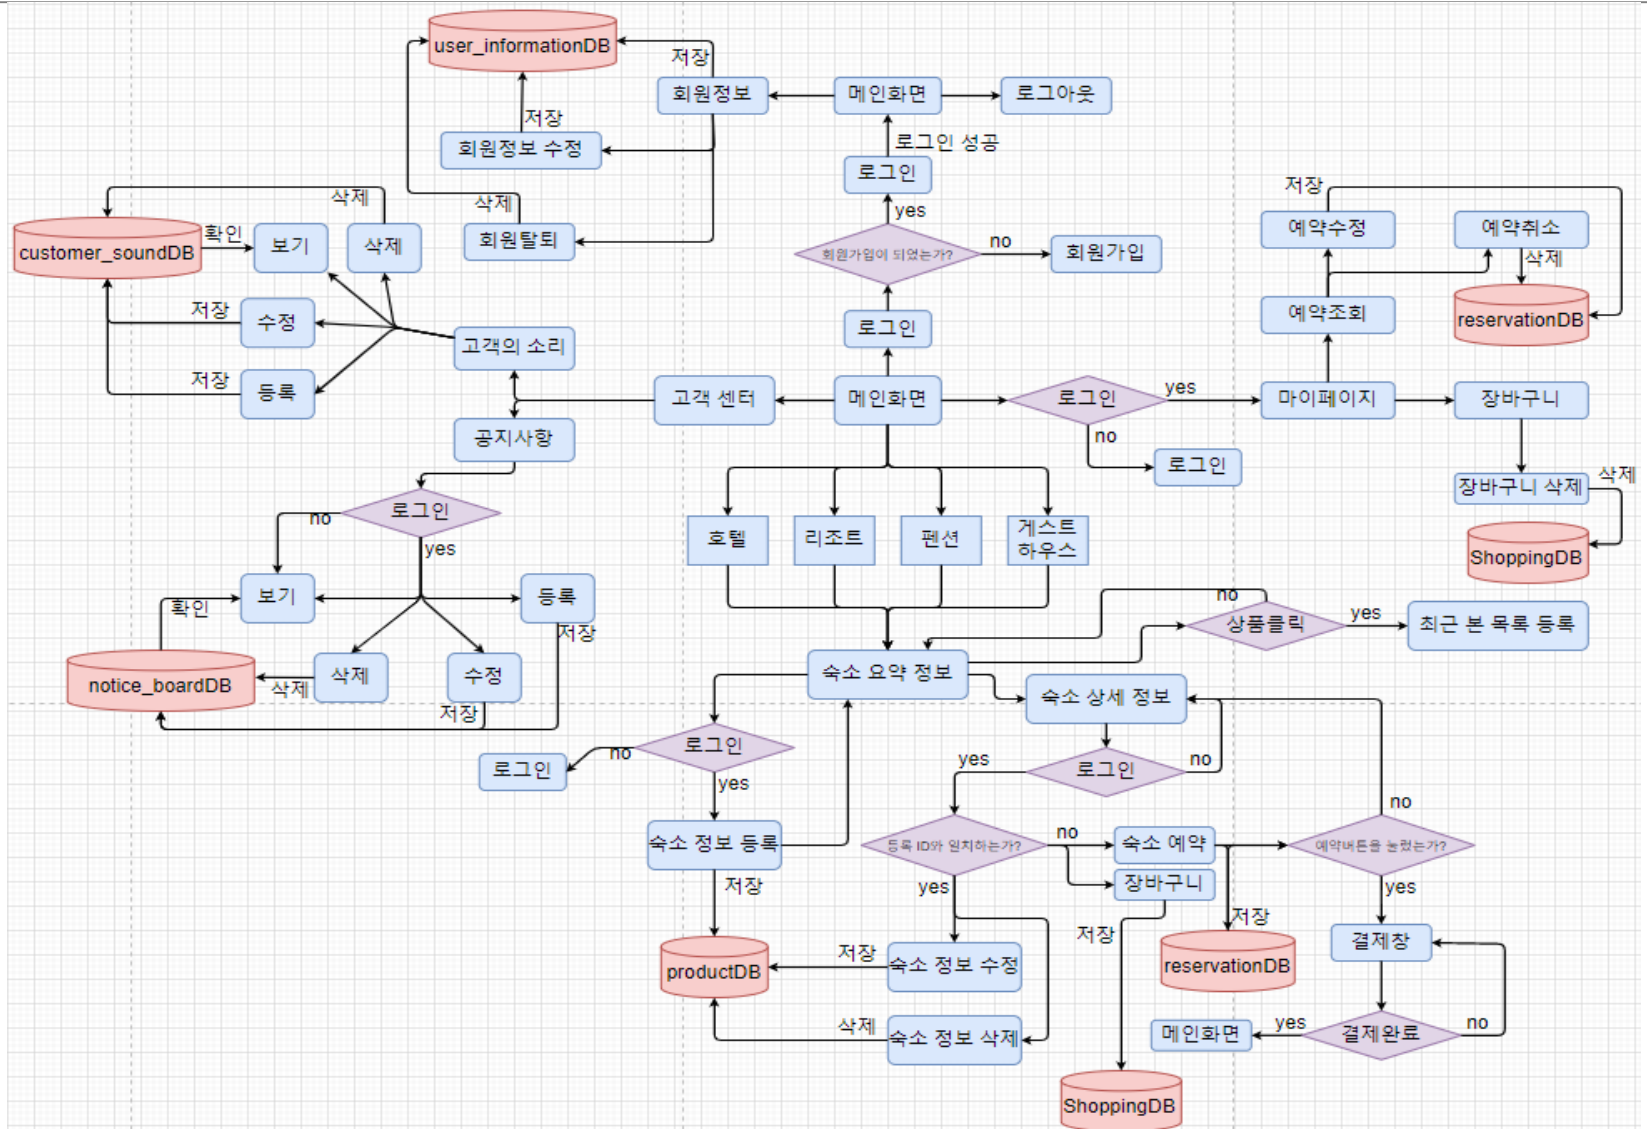 user_informationDB
저장
회원정보
메인화면
로그아웃
저장
회원정보 수정
로그인 성공
로그인
삭제
회원탈퇴
yes
회원가입이 되었는가?
no
회원가입
로그인
삭제
customer_soundDB
확인
보기
삭제
저장
수정
저장
등록
고객의 소리
공지사항
고객 센터
메인화면
로그인
yes
no
로그인
저장
예약수정
예약취소
삭제
예약조회
reservationDB
마이페이지
장바구니
장바구니 삭제
삭제
ShoppingDB
로그인
no
yes
보기
등록
확인
저장
notice_boardDB
삭제
삭제
수정
저장
호텔
리조트
펜션
게스트
하우스
no
상품클릭
yes
최근 본 목록 등록
숙소 요약 정보
숙소 상세 정보
로그인
no
로그인
yes
숙소 정보 등록
저장
productDB
yes
로그인
no
등록 ID와 일치하는가?
no
숙소 예약
장바구니
yes
저장
숙소 정보 수정
삭제
숙소 정보 삭제
저장
ShoppingDB
저장
reservationDB
no
예약버튼을 눌렀는가?
yes
결제창
메인화면
yes
결제완료
no